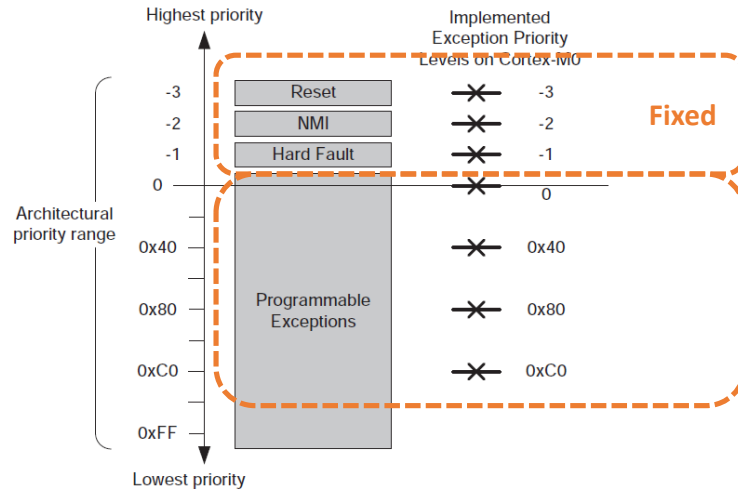 Highest priority
Implemented
Exception Priority
Levels on Cortex-M0
-3 Reset -3
-2 NMI -2 Fixed
-1 Hard Fault -1
0 0
Architectural
priority range
0x40 0x40
0x80 Programmable 0x80
Exceptions
0xC0 0xC0
0xFF
Lowest priority